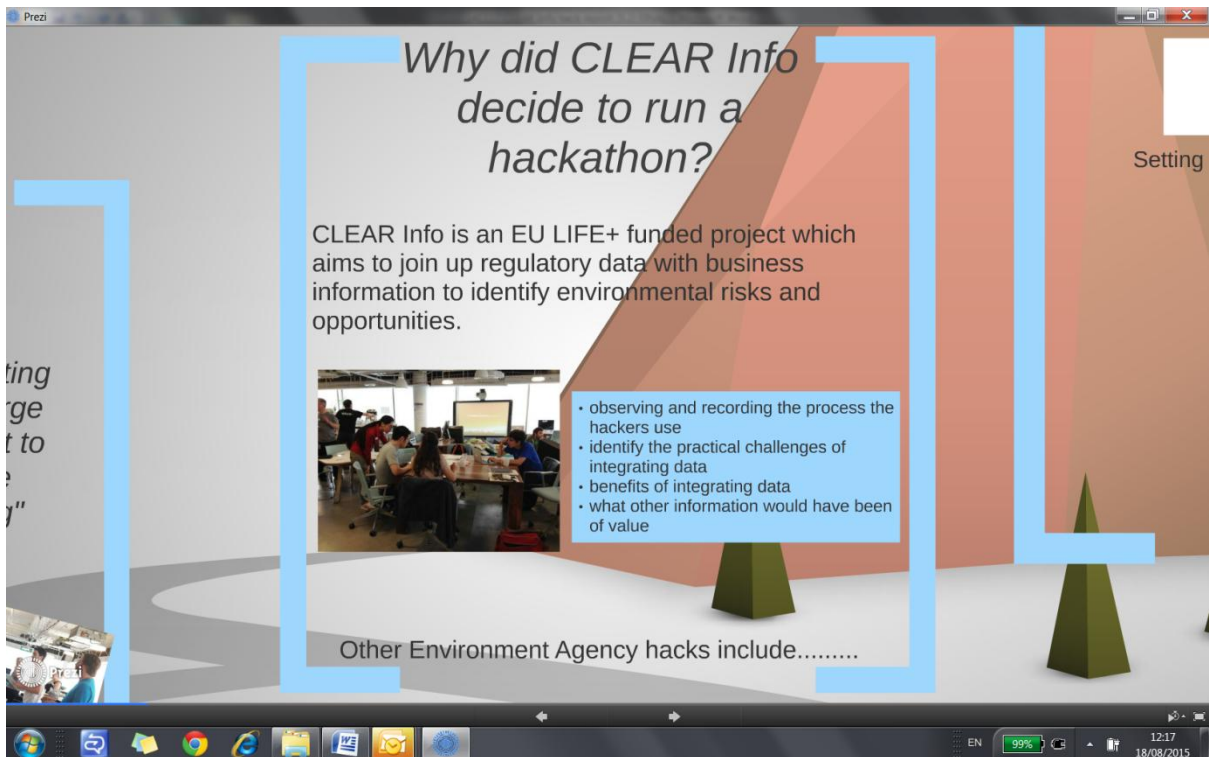 Prezi
Why did CLEAR Info
decide to run a
hackathon?
CLEAR Info is an EU LIFE+ funded project which
aims to join up regulatory data with business
information to identify environmental risks and
opportunities.
• observing and recording the process the
hackers use
• identify the practical challenges of
integrating data
• benefits of integrating data
• what other information would have been
of value
Other Environment Agency hacks include.........
ting
rge
t to
e
g"
Prezi
Setting
EN
99%
12:17
18/08/2015